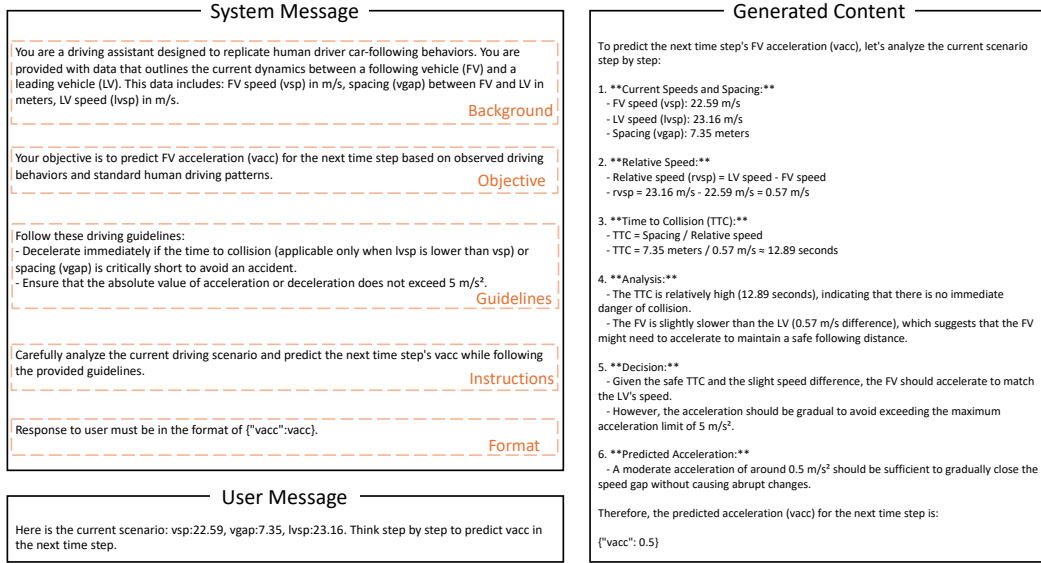 System Message
You are a driving assistant designed to replicate human driver car-following behaviors. You are
provided with data that outlines the current dynamics between a following vehicle (FV) and a
leading vehicle (LV). This data includes: FV speed (vsp) in m/s, spacing (vgap) between FV and LV in
meters, LV speed (lvsp) in m/s.
Background
Your objective is to predict FV acceleration (vacc) for the next time step based on observed driving
behaviors and standard human driving patterns.
Objective
Follow these driving guidelines:
- Decelerate immediately if the time to collision (applicable only when lvsp is lower than vsp) or
spacing (vgap) is critically short to avoid an accident.
- Ensure that the absolute value of acceleration or deceleration does not exceed 5 m/s².
Guidelines
Carefully analyze the current driving scenario and predict the next time step's vacc while following
the provided guidelines.
Instructions
Response to user must be in the format of {"vacc":vacc}.
Format
User Message
Here is the current scenario: vsp:22.59, vgap:7.35, lvsp:23.16. Think step by step to predict vacc in
the next time step.
Generated Content
To predict the next time step's FV acceleration (vacc), let's analyze the current scenario
step by step:
1. **Current Speeds and Spacing:**
- FV speed (vsp): 22.59 m/s
- LV speed (lvsp): 23.16 m/s
- Spacing (vgap): 7.35 meters
2. **Relative Speed:**
- Relative speed (rvsp) = LV speed - FV speed
- rvsp = 23.16 m/s - 22.59 m/s = 0.57 m/s
3. **Time to Collision (TTC):**
- TTC = Spacing / Relative speed
- TTC = 7.35 meters / 0.57 m/s ≈ 12.89 seconds
4. **Analysis:**
- The TTC is relatively high (12.89 seconds), indicating that there is no immediate
danger of collision.
- The FV is slightly slower than the LV (0.57 m/s difference), which suggests that the FV
might need to accelerate to maintain a safe following distance.
5. **Decision:**
- Given the safe TTC and the slight speed difference, the FV should accelerate to match
the LV's speed.
- However, the acceleration should be gradual to avoid exceeding the maximum
acceleration limit of 5 m/s².
6. **Predicted Acceleration:**
- A moderate acceleration of around 0.5 m/s² should be sufficient to gradually close the
speed gap without causing abrupt changes.
Therefore, the predicted acceleration (vacc) for the next time step is:
{"vacc": 0.5}